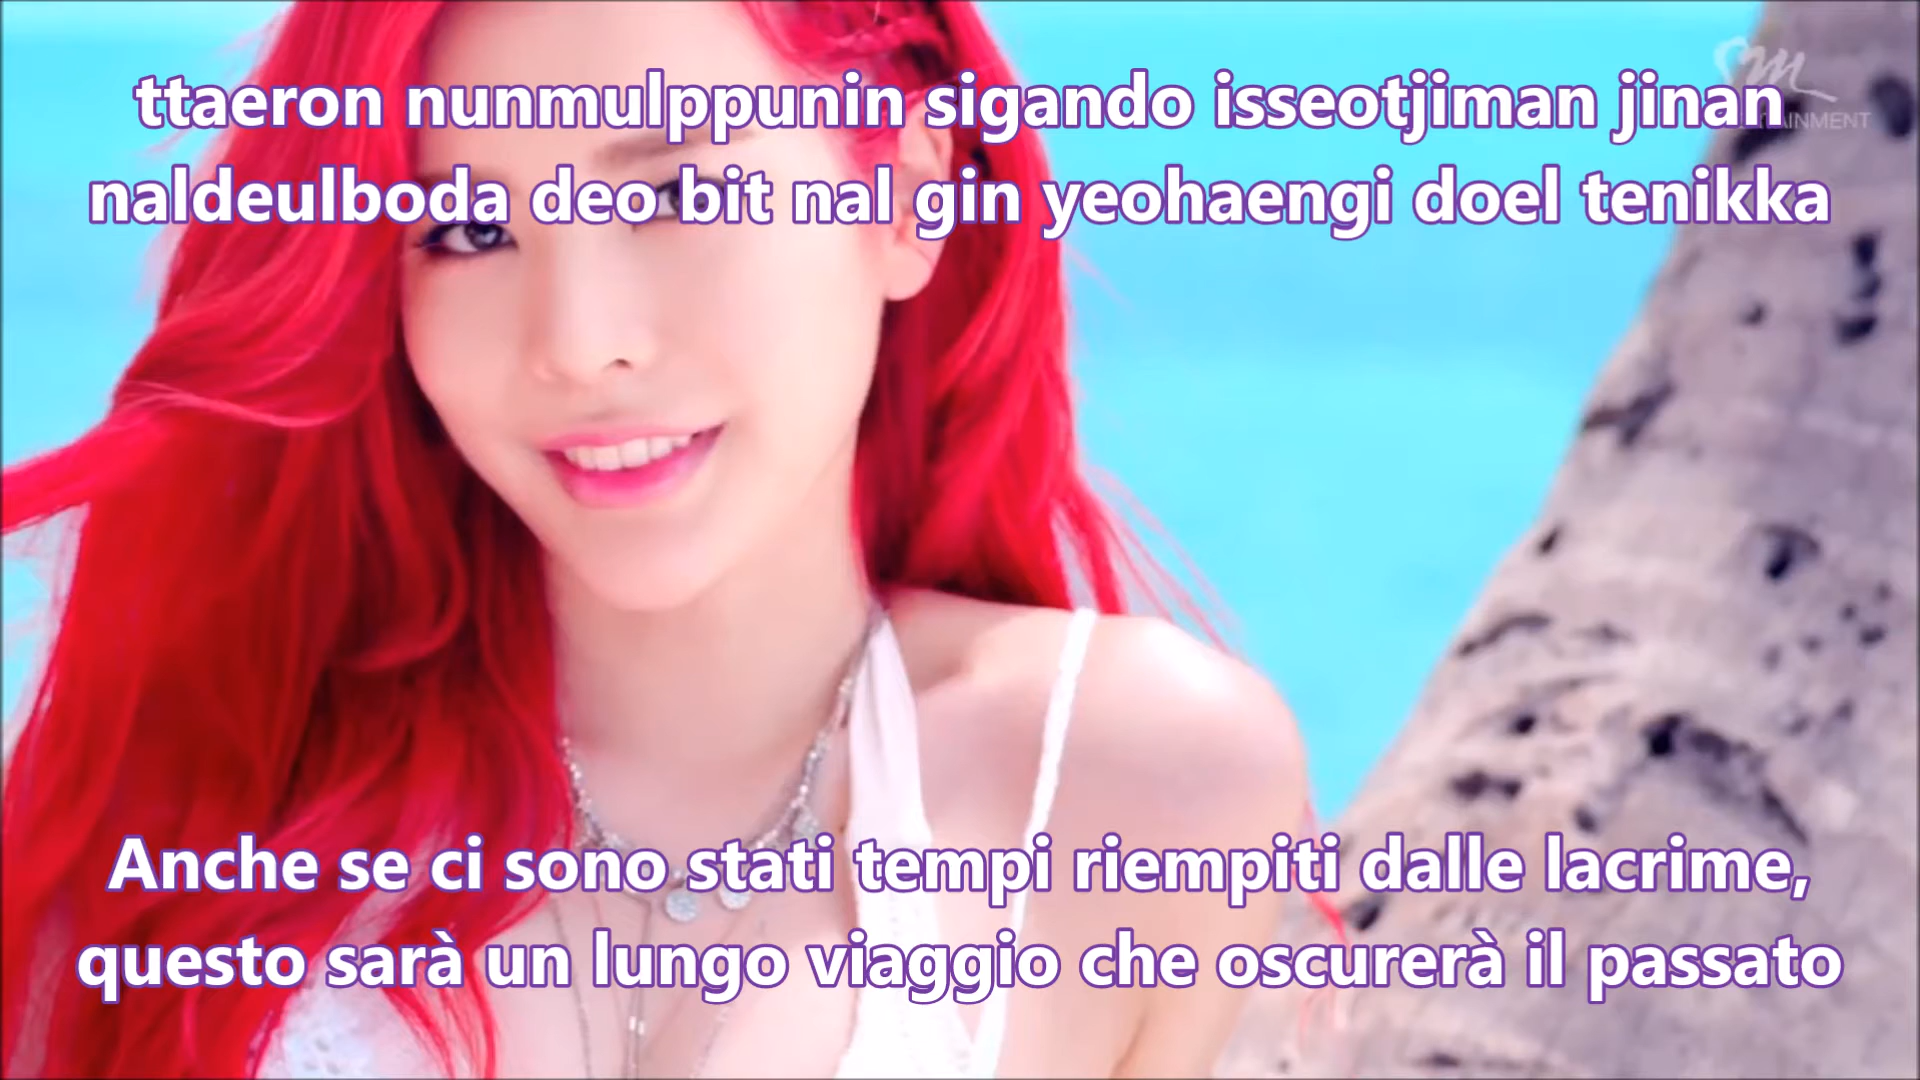 ttaeron nunmulppunin sigando isseotjiman jinan
naldeulboda deo bit nal gin yeohaengi doel tenikka
Anche se ci sono stati tempi riempiti dalle lacrime,
questo sarà un lungo viaggio che oscurerà il passato